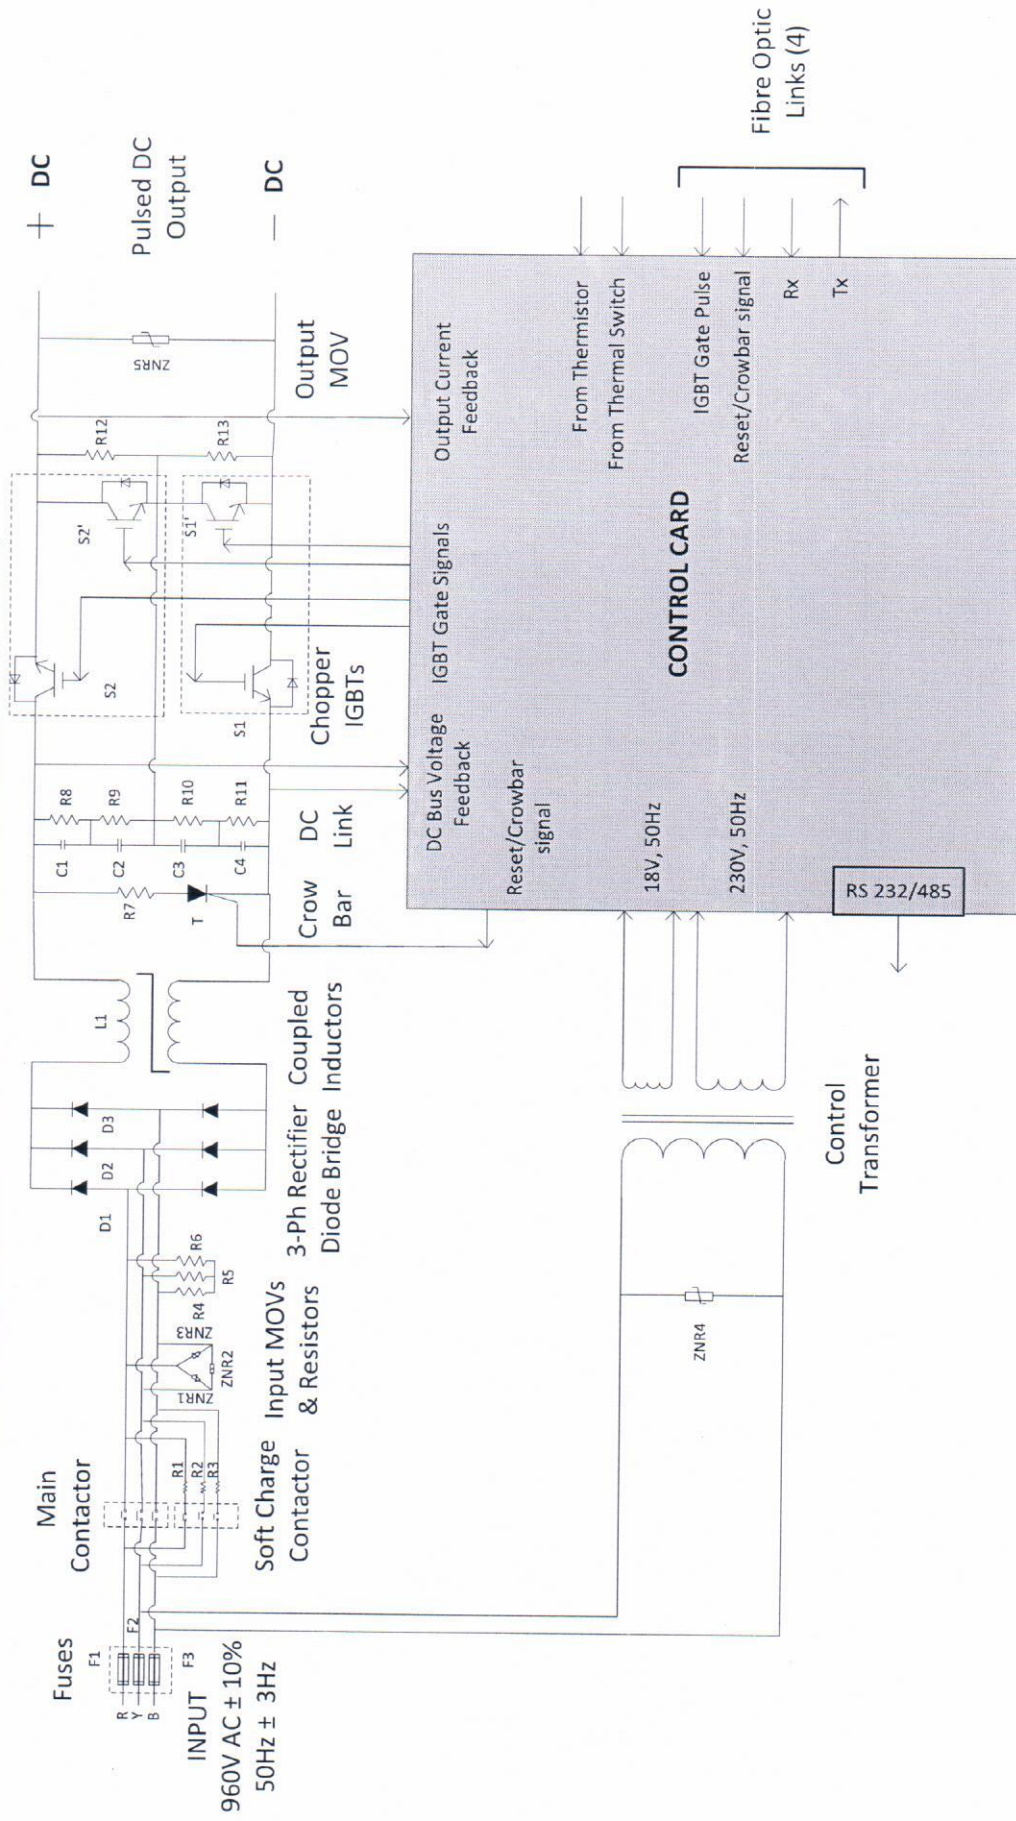 Fuses
F1
F2
F3
R
Y
B
INPUT
960V AC ± 10%
50Hz ± 3Hz
Main
Contactor
R1
R2
R3
Soft Charge
Contactor
ZNR1
ZNR2
ZNR3
R4
R5
R6
Input MOVs
& Resistors
D1
D2
D3
3-Ph Rectifier
Diode Bridge
L1
Coupled
Inductors
R7
T
Crow
Bar
C1
C2
C3
C4
R8
R9
R10
R11
DC
Link
S2
S1
Chopper
IGBTs
S2'
S1'
R12
R13
ZNR5
Output
MOV
+ DC
Pulsed DC
Output
— DC
DC Bus Voltage
Feedback
IGBT Gate Signals
Output Current
Feedback
Reset/Crowbar
signal
From Thermistor
From Thermal Switch
18V, 50Hz
CONTROL CARD
IGBT Gate Pulse
230V, 50Hz
Reset/Crowbar signal
Rx
Tx
RS 232/485
Fibre Optic
Links (4)
ZNR4
Control
Transformer